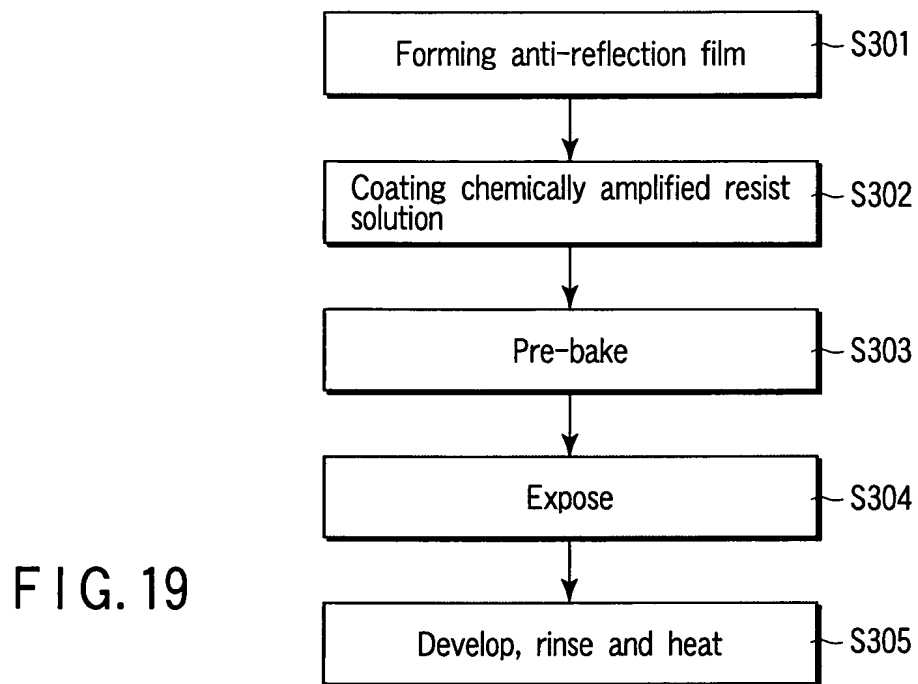 Forming anti-reflection film
S301
Coating chemically amplified resist
solution
S302
Pre-bake
S303
Expose
S304
Develop, rinse and heat
S305
FIG. 19